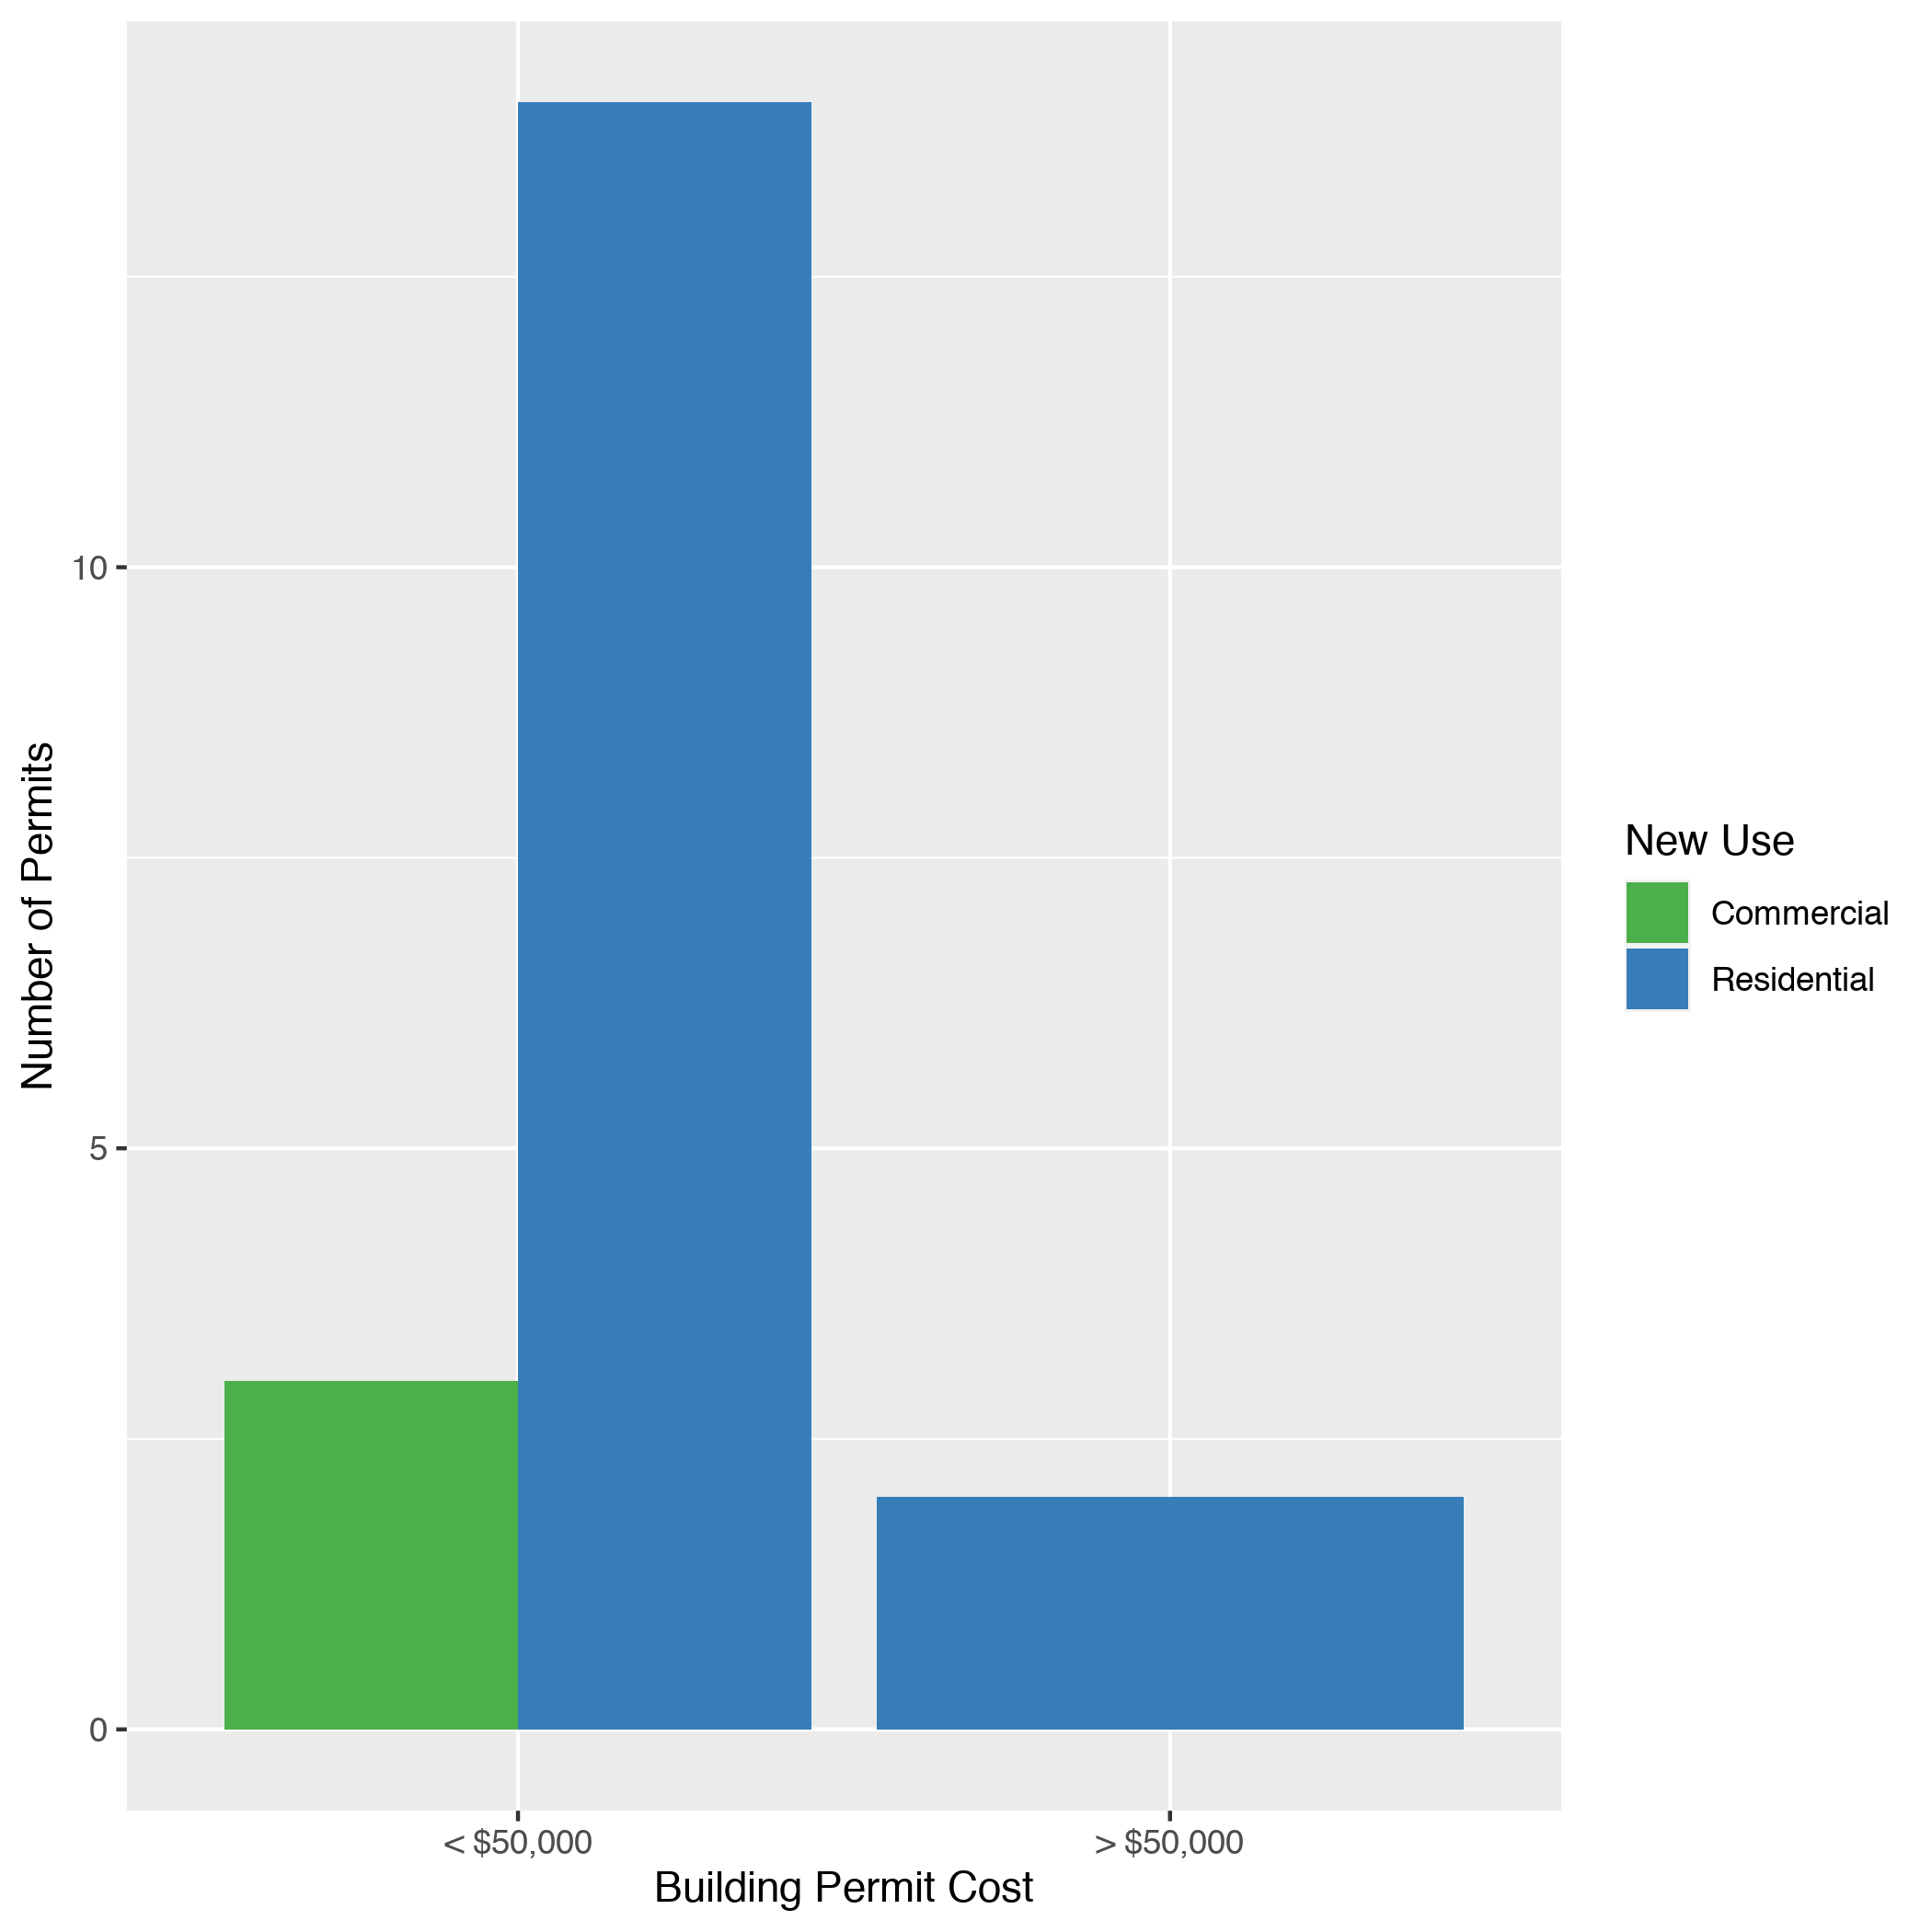 Number of Permits
10
5
0
< $50,000
> $50,000
Building Permit Cost
New Use
Commercial
Residential